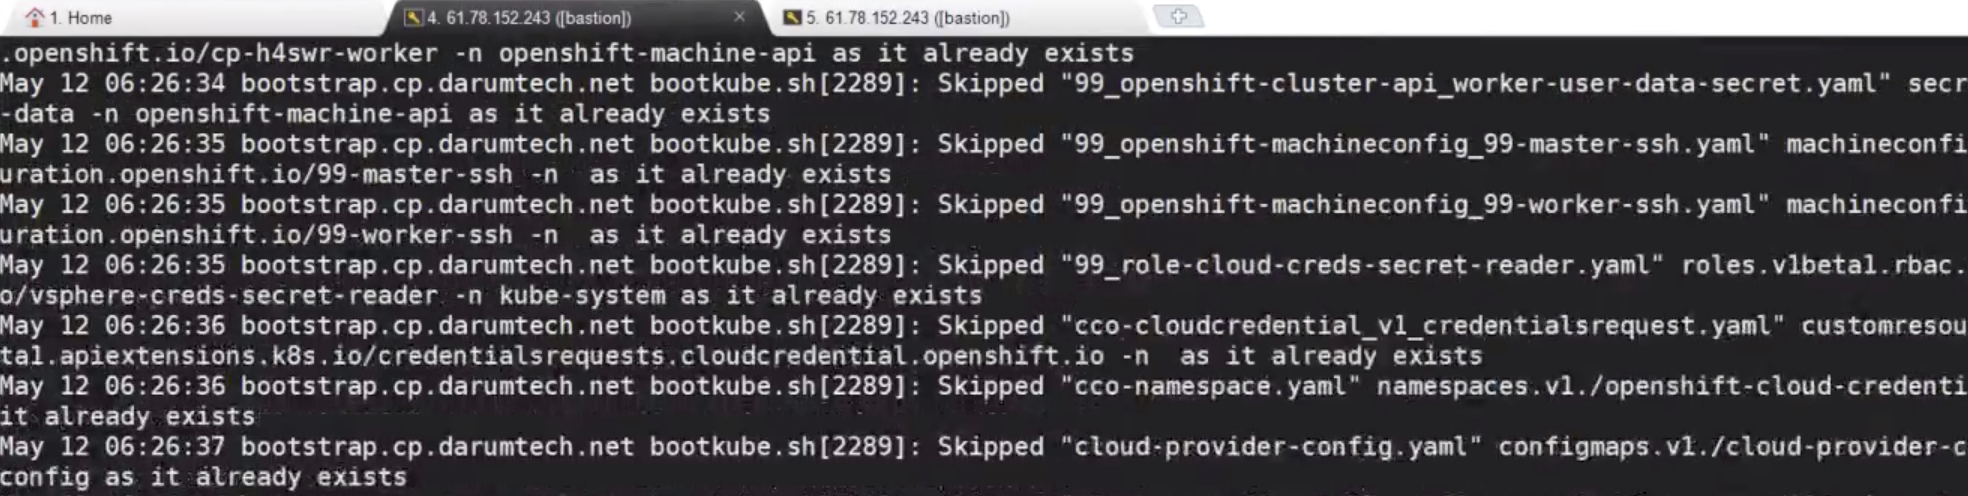 1. Home
4. 61.78.152.243 ([bastion])
5. 61.78.152.243 ([bastion])
.openshift.io/cp-h4swr-worker -n openshift-machine-api as it already exists
May 12 06:26:34 bootstrap.cp.darumtech.net bootkube.sh[2289]: Skipped "99_openshift-cluster-api_worker-user-data-secret.yaml" secr
-data -n openshift-machine-api as it already exists
May 12 06:26:35 bootstrap.cp.darumtech.net bootkube.sh[2289]: Skipped "99_openshift-machineconfig_99-master-ssh.yaml" machineconfi
uration.openshift.io/99-master-ssh -n  as it already exists
May 12 06:26:35 bootstrap.cp.darumtech.net bootkube.sh[2289]: Skipped "99_openshift-machineconfig_99-worker-ssh.yaml" machineconfi
uration.openshift.io/99-worker-ssh -n  as it already exists
May 12 06:26:35 bootstrap.cp.darumtech.net bootkube.sh[2289]: Skipped "99_role-cloud-creds-secret-reader.yaml" roles.v1beta1.rbac.
o/vsphere-creds-secret-reader -n kube-system as it already exists
May 12 06:26:36 bootstrap.cp.darumtech.net bootkube.sh[2289]: Skipped "cco-cloudcredential_v1_credentialsrequest.yaml" customresou
ta1.apiextensions.k8s.io/credentialsrequests.cloudcredential.openshift.io -n  as it already exists
May 12 06:26:36 bootstrap.cp.darumtech.net bootkube.sh[2289]: Skipped "cco-namespace.yaml" namespaces.v1./openshift-cloud-credenti
it already exists
May 12 06:26:37 bootstrap.cp.darumtech.net bootkube.sh[2289]: Skipped "cloud-provider-config.yaml" configmaps.v1./cloud-provider-c
config as it already exists